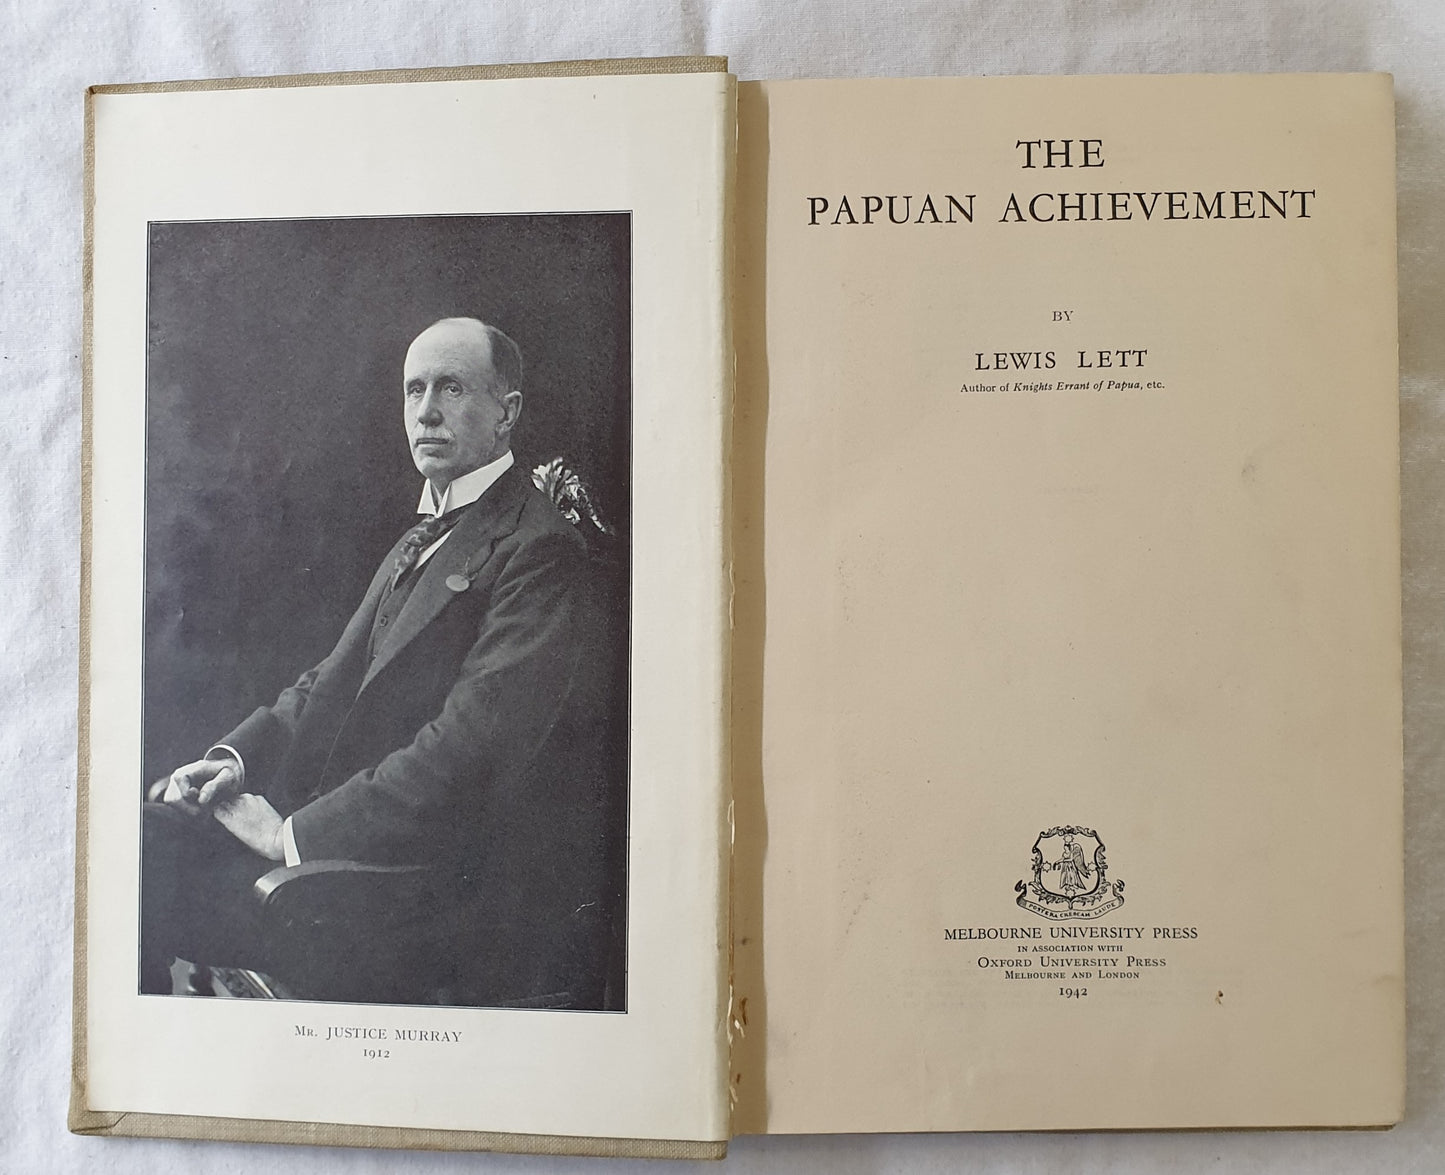 MR. JUSTICE MURRAY
1912
THE
PAPUAN ACHIEVEMENT
BY
LEWIS LETT
Author of Knights Errant of Papua, etc.
POSTERA CRESCAM LAUDE
MELBOURNE UNIVERSITY PRESS
IN ASSOCIATION WITH
OXFORD UNIVERSITY PRESS
MELBOURNE AND LONDON
1942